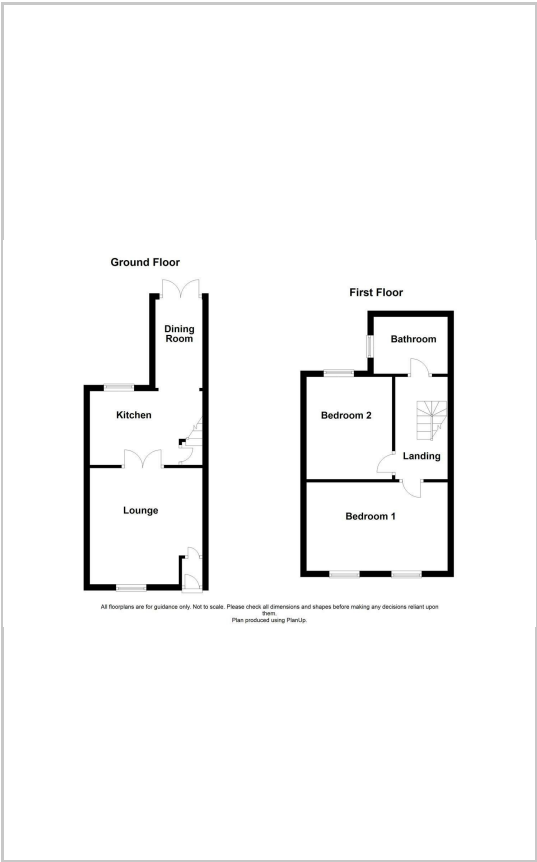 Ground Floor
Dining
Room
Kitchen
Lounge
First Floor
Bathroom
Bedroom 2
Landing
Bedroom 1
All floorplans are for guidance only. Not to scale. Please check all dimensions and shapes before making any decisions reliant upon
them.
Plan produced using PlanUp.